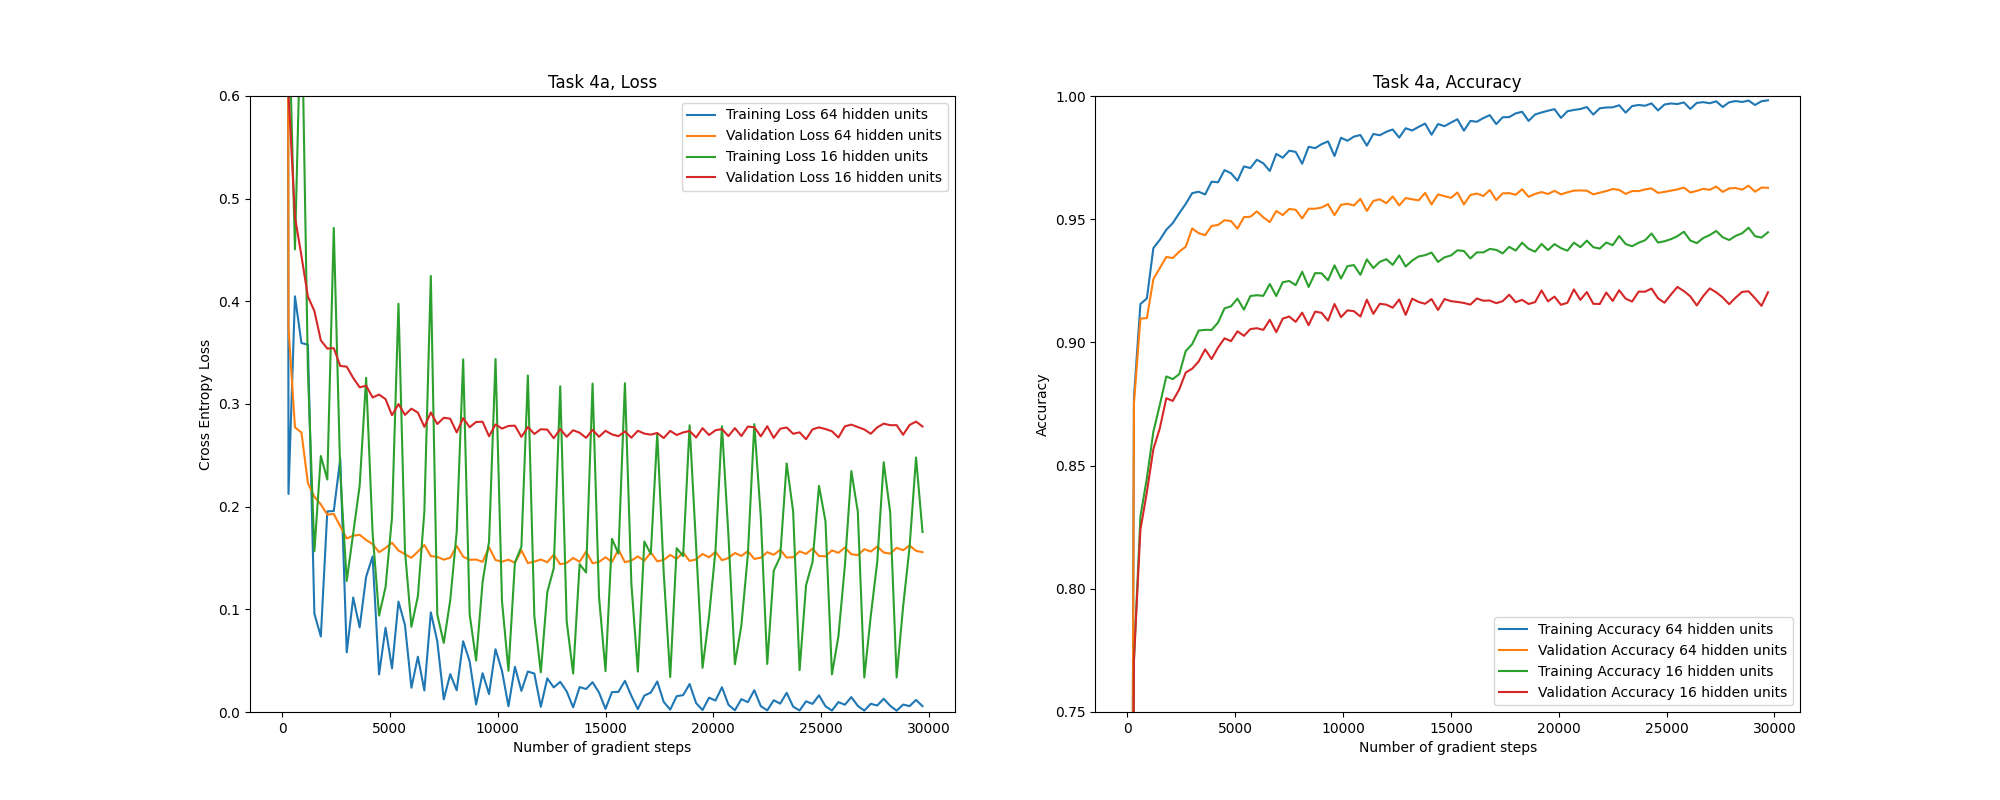 Task 4a, Loss
0.6
0.5
0.4
0.3
0.2
0.1
0.0
Cross Entropy Loss
Training Loss 64 hidden units
Validation Loss 64 hidden units
Training Loss 16 hidden units
Validation Loss 16 hidden units
0 5000 10000 15000 20000 25000 30000
Number of gradient steps
Task 4a, Accuracy
1.00
0.95
0.90
0.85
0.80
0.75
Accuracy
Training Accuracy 64 hidden units
Validation Accuracy 64 hidden units
Training Accuracy 16 hidden units
Validation Accuracy 16 hidden units
0 5000 10000 15000 20000 25000 30000
Number of gradient steps